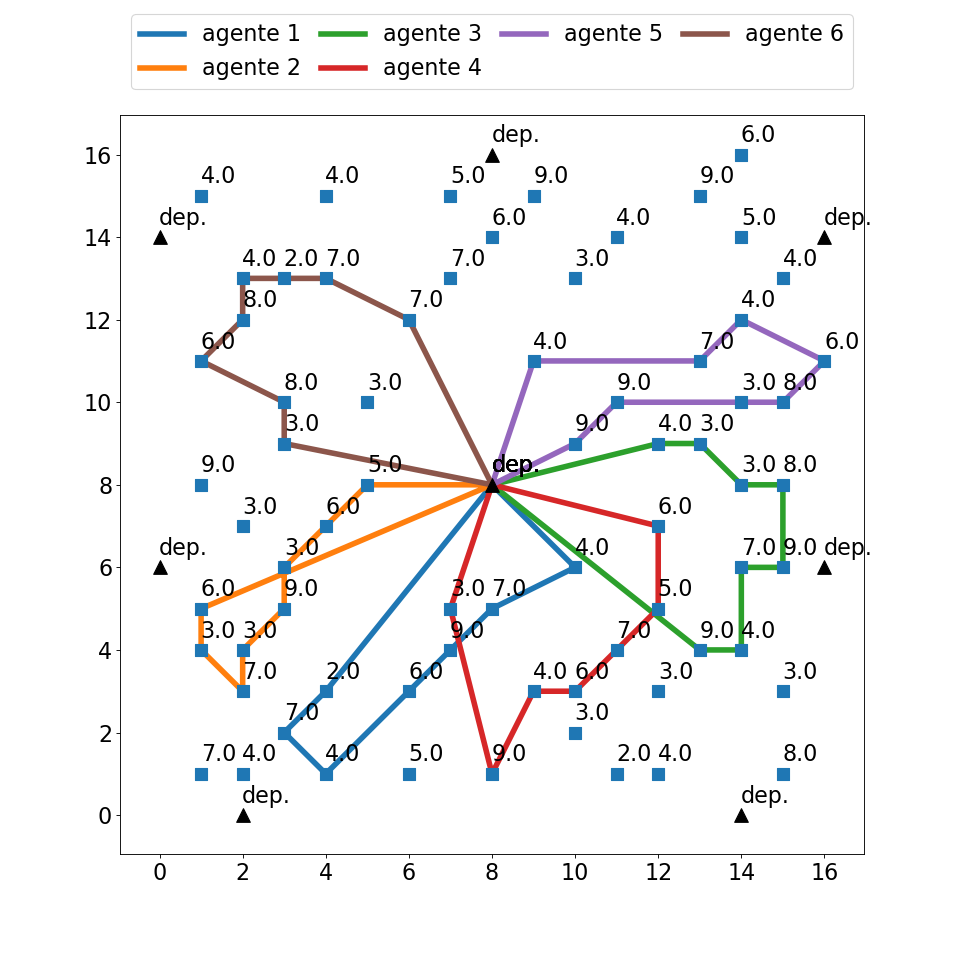 agente 1 agente 3 agente 5 agente 6
agente 2 agente 4
dep. 6.0
16
4.0 4.0 5.0 9.0 9.0
dep. 6.0 4.0 5.0 dep.
14
4.0 2.0 7.0 7.0 3.0 4.0
8.0 7.0 4.0
12
6.0 4.0 7.0 6.0
8.0 3.0 9.0 3.0 8.0
10
3.0 9.0 4.0 3.0
9.0 5.0 dep. 3.0 8.0
8
3.0 6.0 6.0
dep. 3.0 4.0 7.0 9.0 dep.
6
6.0 9.0 3.0 7.0 5.0
3.0 3.0 9.0 7.0 9.0 4.0
4
7.0 2.0 6.0 4.0 6.0 3.0 3.0
7.0 3.0
2
7.0 4.0 4.0 5.0 9.0 2.0 4.0 8.0
dep. dep.
0
0 2 4 6 8 10 12 14 16